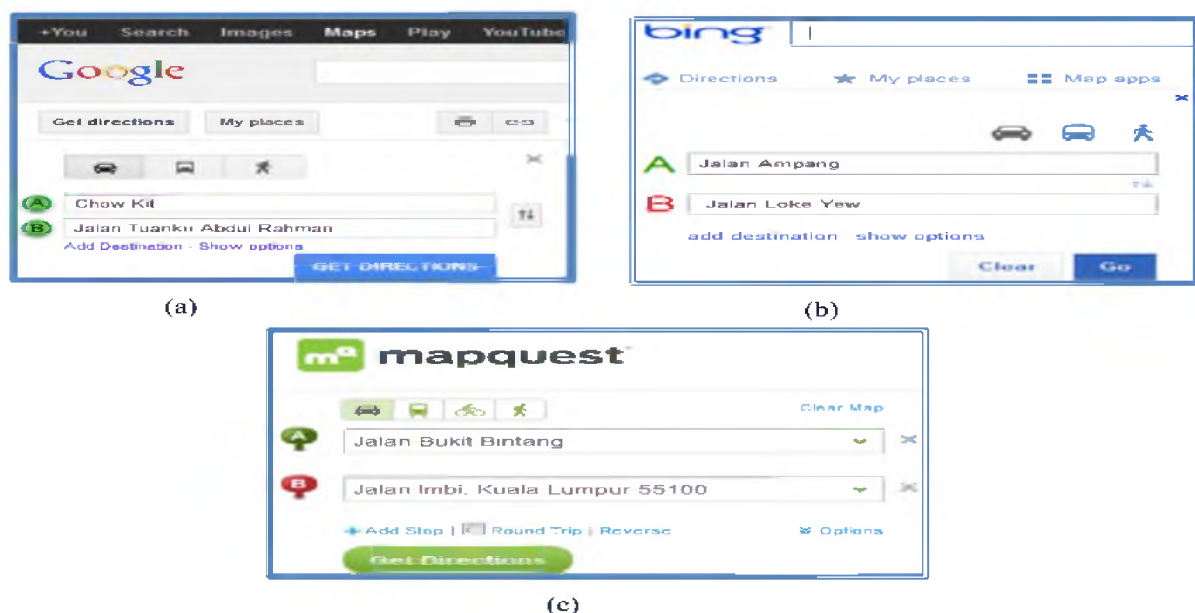 +You Search Images Maps Play YouTube
Google
Get directions My places
A Chow Kit
B Jalan Tuanku Abdul Rahman
Add Destination - Show options
GET DIRECTIONS
(a)
bing
Directions My places Map apps
A Jalan Ampang
B Jalan Loke Yew
add destination show options
Clear Go
(b)
mª mapquest
Clear Map
A Jalan Bukit Bintang
B Jalan Imbi, Kuala Lumpur 55100
Add Stop | Round Trip | Reverse Options
Get Directions
(c)